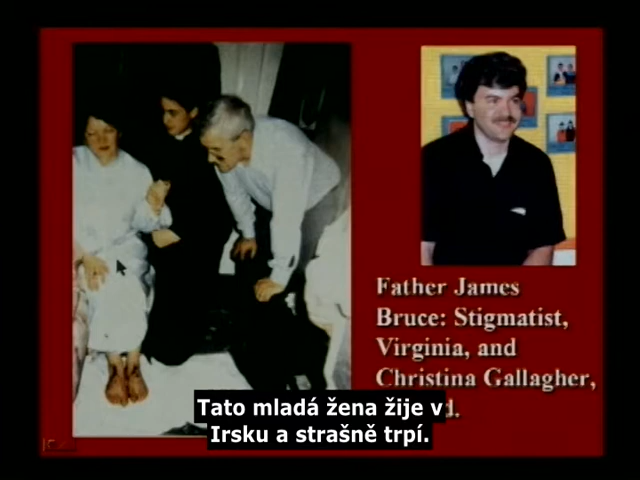 Father James
Bruce: Stigmatist,
Virginia, and
Christina Gallagher,
Tato mladá žena žije v
Irsku a strašně trpí.